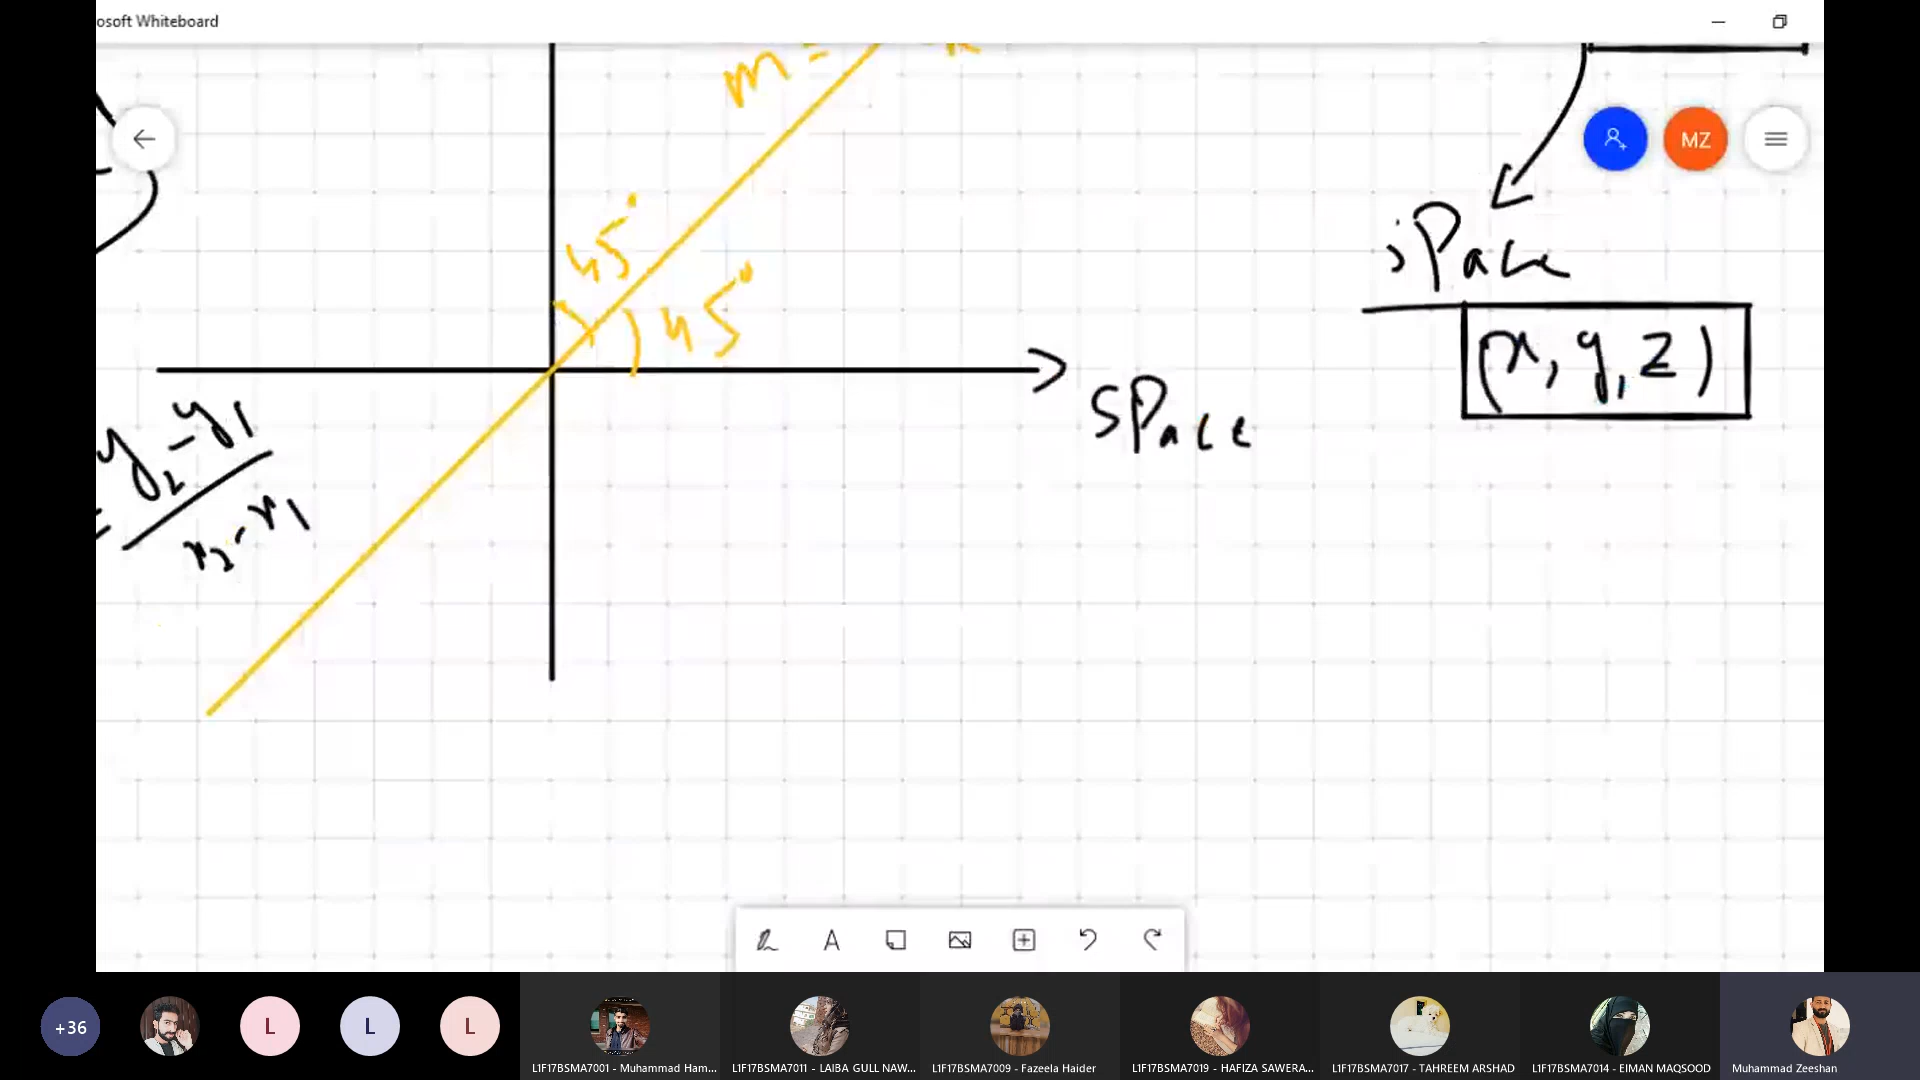 osoft Whiteboard
m =
MZ
45°
45°
space
(x, y, z)
space
= y2 - y1
x2 - x1
A
+36
L
L
L
L1F17BSMA7001 - Muhammad Ham...
L1F17BSMA7011 - LAIBA GULL NAW...
L1F17BSMA7009 - Fazeela Haider
L1F17BSMA7019 - HAFIZA SAWERA...
L1F17BSMA7017 - TAHREEM ARSHAD
L1F17BSMA7014 - EIMAN MAQSOOD
Muhammad Zeeshan